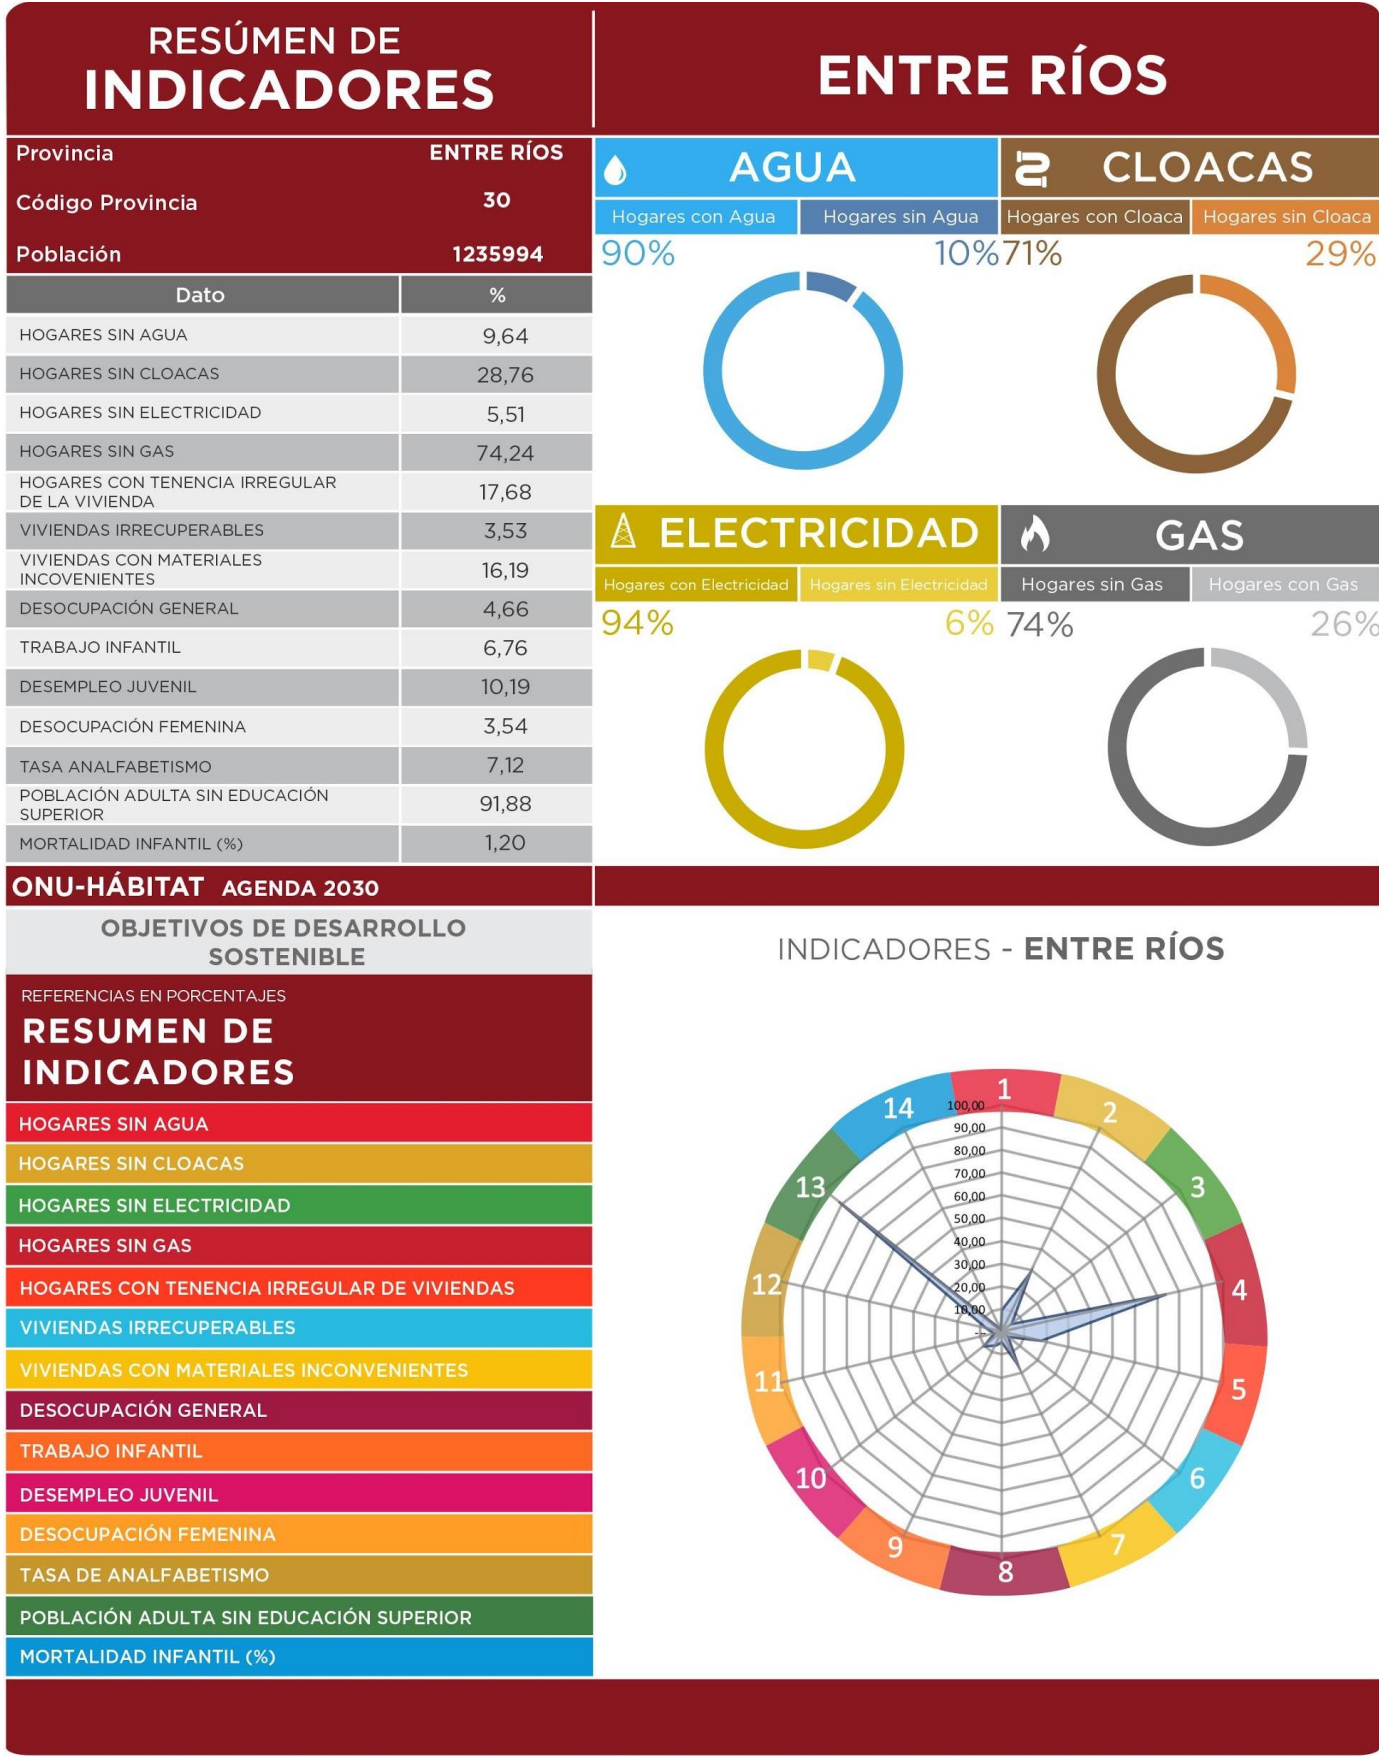 RESÚMEN DE
INDICADORES
ENTRE RÍOS
Provincia ENTRE RÍOS
Código Provincia 30
Población 1235994
Dato %
HOGARES SIN AGUA 9,64
HOGARES SIN CLOACAS 28,76
HOGARES SIN ELECTRICIDAD 5,51
HOGARES SIN GAS 74,24
HOGARES CON TENENCIA IRREGULAR
DE LA VIVIENDA 17,68
VIVIENDAS IRRECUPERABLES 3,53
VIVIENDAS CON MATERIALES
INCOVENIENTES 16,19
DESOCUPACIÓN GENERAL 4,66
TRABAJO INFANTIL 6,76
DESEMPLEO JUVENIL 10,19
DESOCUPACIÓN FEMENINA 3,54
TASA ANALFABETISMO 7,12
POBLACIÓN ADULTA SIN EDUCACIÓN
SUPERIOR 91,88
MORTALIDAD INFANTIL (%) 1,20
AGUA
Hogares con Agua Hogares sin Agua
90% 10%
CLOACAS
Hogares con Cloaca Hogares sin Cloaca
71% 29%
ELECTRICIDAD
Hogares con Electricidad Hogares sin Electricidad
94% 6%
GAS
Hogares sin Gas Hogares con Gas
74% 26%
ONU-HÁBITAT AGENDA 2030
OBJETIVOS DE DESARROLLO
SOSTENIBLE
REFERENCIAS EN PORCENTAJES
RESUMEN DE
INDICADORES
HOGARES SIN AGUA
HOGARES SIN CLOACAS
HOGARES SIN ELECTRICIDAD
HOGARES SIN GAS
HOGARES CON TENENCIA IRREGULAR DE VIVIENDAS
VIVIENDAS IRRECUPERABLES
VIVIENDAS CON MATERIALES INCONVENIENTES
DESOCUPACIÓN GENERAL
TRABAJO INFANTIL
DESEMPLEO JUVENIL
DESOCUPACIÓN FEMENINA
TASA DE ANALFABETISMO
POBLACIÓN ADULTA SIN EDUCACIÓN SUPERIOR
MORTALIDAD INFANTIL (%)
INDICADORES - ENTRE RÍOS
1
2
3
4
5
6
7
8
9
10
11
12
13
14
100,00
90,00
80,00
70,00
60,00
50,00
40,00
30,00
20,00
10,00